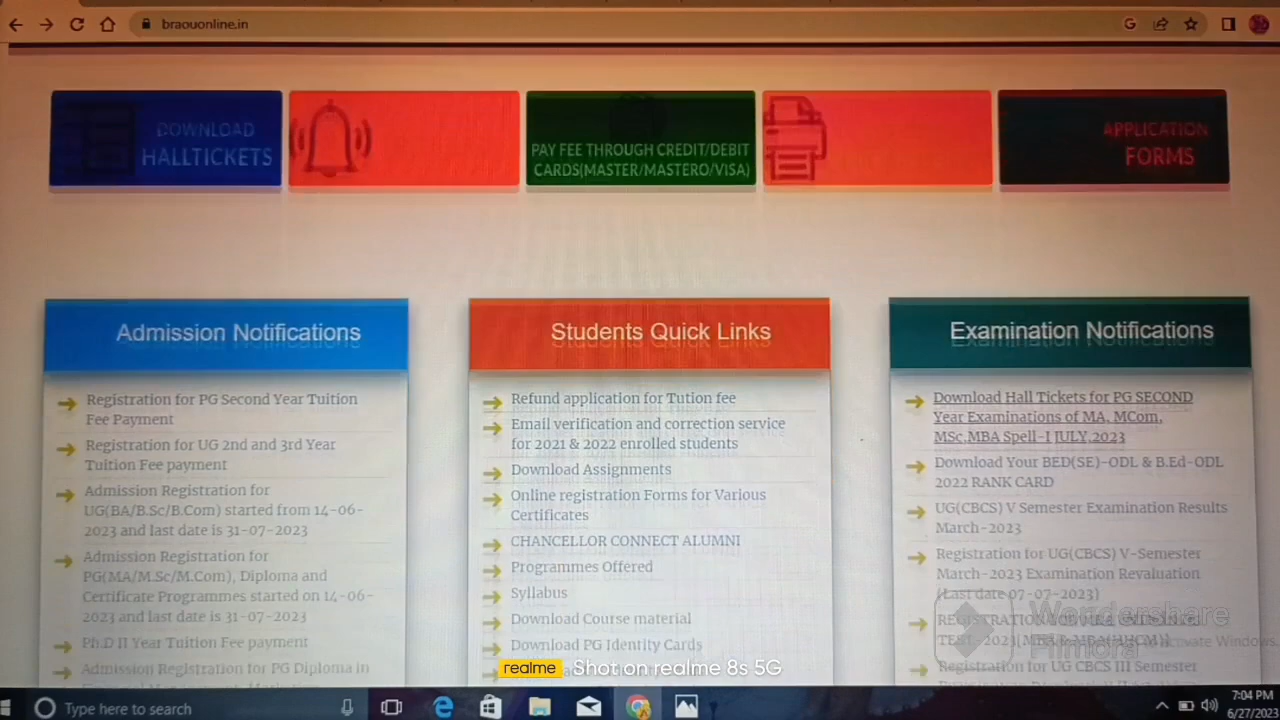 braouonline.in
DOWNLOAD
HALLTICKETS
PAY FEE THROUGH CREDIT/DEBIT
CARDS(MASTER/MASTERO/VISA)
APPLICATION
FORMS
Admission Notifications
Registration for PG Second Year Tuition
Fee Payment
Registration for UG 2nd and 3rd Year
Tuition Fee payment
Admission Registration for
UG(BA/B.Sc/B.Com) started from 14-06-
2023 and last date is 31-07-2023
Admission Registration for
PG(MA/M.Sc/M.Com), Diploma and
Certificate Programmes started on 14-06-
2023 and last date is 31-07-2023
Ph.D II Year Tuition Fee payment
Admission Registration for PG Diploma in
Students Quick Links
Refund application for Tution fee
Email verification and correction service
for 2021 & 2022 enrolled students
Download Assignments
Online registration Forms for Various
Certificates
CHANCELLOR CONNECT ALUMNI
Programmes Offered
Syllabus
Download Course material
Download PG Identity Cards
Examination Notifications
Download Hall Tickets for PG SECOND
Year Examinations of MA, MCom,
MSc,MBA Spell-I JULY,2023
Download Your BED(SE)-ODL & B.Ed-ODL
2022 RANK CARD
UG(CBCS) V Semester Examination Results
March-2023
Registration for UG(CBCS) V-Semester
March-2023 Examination Revaluation
(Last date 07-07-2023)
Registration for UG CBCS III Semester
Wondershare
Filmora
Activate Windows
realme Shot on realme 8s 5G
Type here to search
7:04 PM
6/27/2023